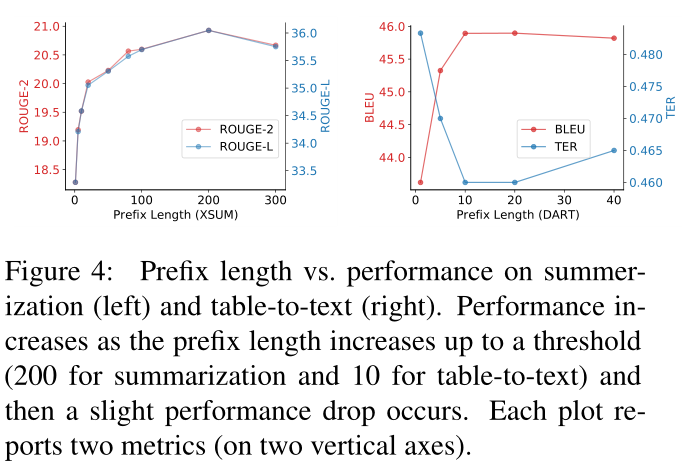 21.0
20.5
20.0
19.5
19.0
18.5
ROUGE-2
36.0
35.5
35.0
34.5
34.0
33.5
ROUGE-L
ROUGE-2
ROUGE-L
0 100 200 300
Prefix Length (XSUM)
46.0
45.5
45.0
44.5
44.0
BLEU
0.480
0.475
0.470
0.465
0.460
TER
BLEU
TER
0 10 20 30 40
Prefix Length (DART)
Figure 4: Prefix length vs. performance on summer-
ization (left) and table-to-text (right). Performance in-
creases as the prefix length increases up to a threshold
(200 for summarization and 10 for table-to-text) and
then a slight performance drop occurs. Each plot re-
ports two metrics (on two vertical axes).